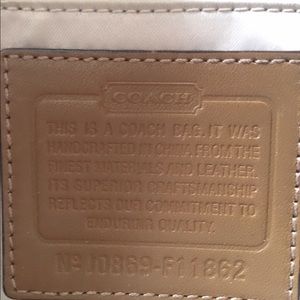 COACH
THIS IS A COACH BAG. IT WAS
HANDCRAFTED IN CHINA FROM THE
FINEST MATERIALS AND LEATHER.
ITS SUPERIOR CRAFTSMANSHIP
REFLECTS OUR COMMITMENT TO
ENDURING QUALITY.
Nº J0869-F11862